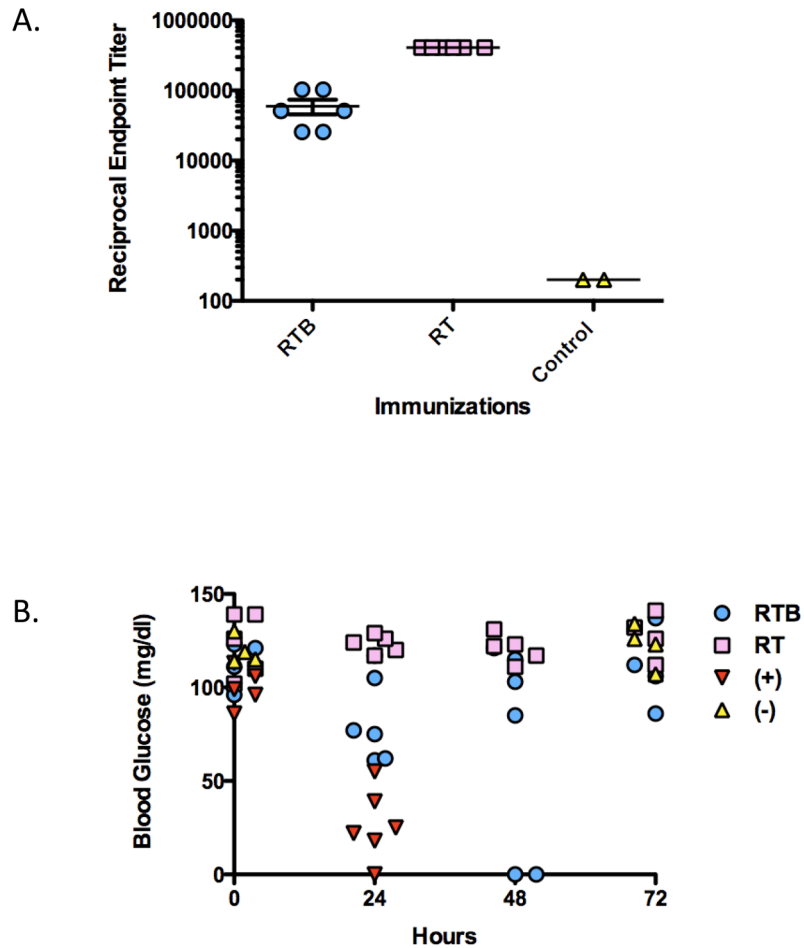 A.
1000000
100000
10000
1000
100
Reciprocal Endpoint Titer
RTB
RT
Control
Immunizations
B.
150
100
50
0
Blood Glucose (mg/dl)
0 24 48 72
Hours
RTB
RT
(+)
(-)